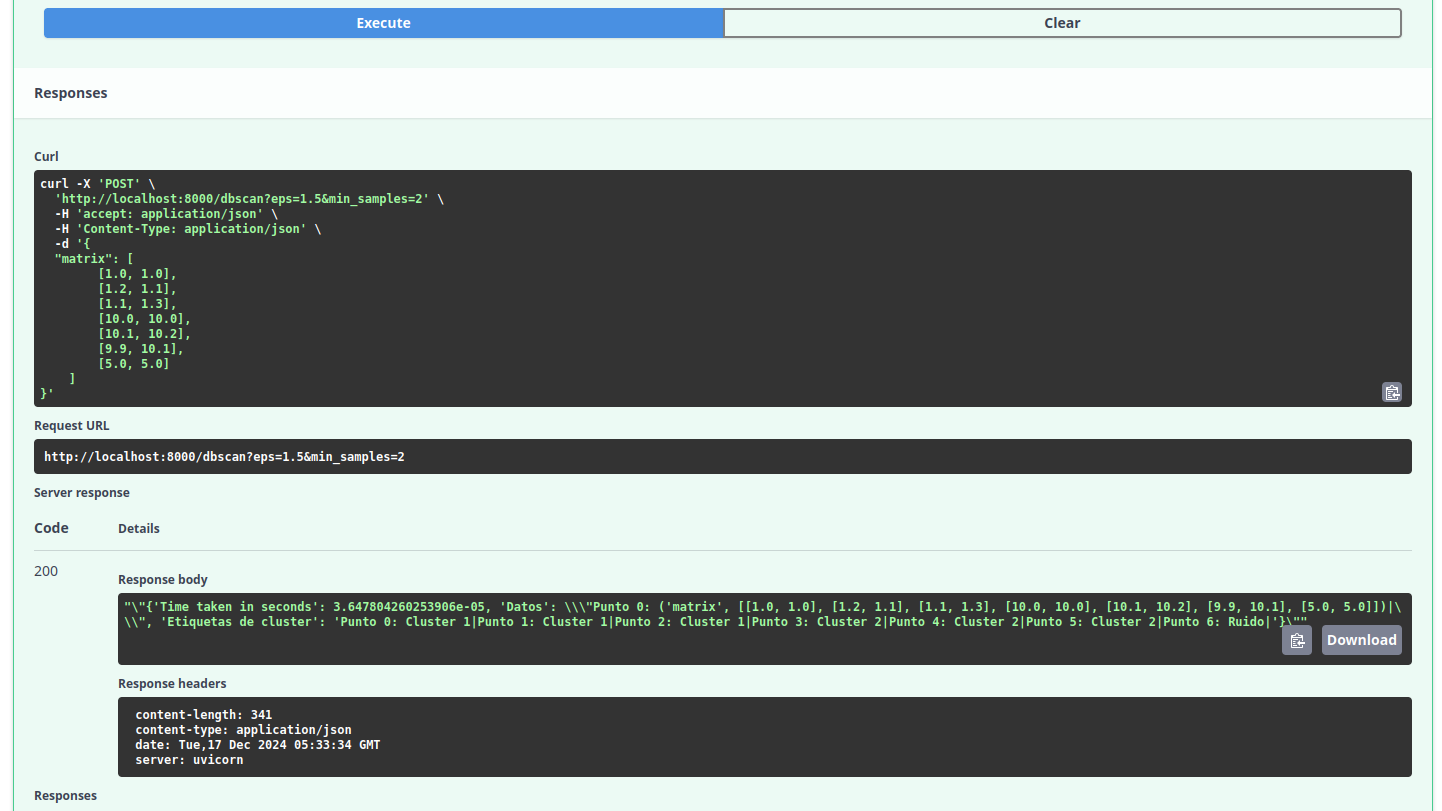 Execute
Clear
Responses
Curl
curl -X 'POST' \
  'http://localhost:8000/dbscan?eps=1.5&min_samples=2' \
  -H 'accept: application/json' \
  -H 'Content-Type: application/json' \
  -d '{
  "matrix": [
        [1.0, 1.0],
        [1.2, 1.1],
        [1.1, 1.3],
        [10.0, 10.0],
        [10.1, 10.2],
        [9.9, 10.1],
        [5.0, 5.0]
    ]
}'
Request URL
http://localhost:8000/dbscan?eps=1.5&min_samples=2
Server response
Code Details
200
Response body
"\"{'Time taken in seconds': 3.647804260253906e-05, 'Datos': \\\"Punto 0: ('matrix', [[1.0, 1.0], [1.2, 1.1], [1.1, 1.3], [10.0, 10.0], [10.1, 10.2], [9.9, 10.1], [5.0, 5.0]])|\
\\", 'Etiquetas de cluster': 'Punto 0: Cluster 1|Punto 1: Cluster 1|Punto 2: Cluster 1|Punto 3: Cluster 2|Punto 4: Cluster 2|Punto 5: Cluster 2|Punto 6: Ruido|'}\""
Download
Response headers
content-length: 341
content-type: application/json
date: Tue,17 Dec 2024 05:33:34 GMT
server: uvicorn
Responses